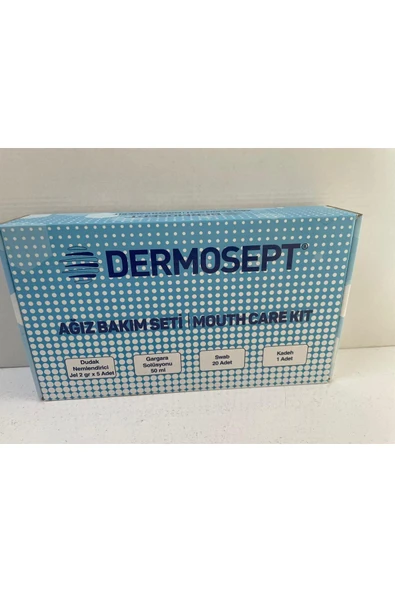 DERMOSEPT®
AĞIZ BAKIM SETİ | MOUTH CARE KIT
Dudak
Nemlendirici
Jel 2 gr x 5 Adet
Gargara
Solüsyonu
50 ml
Swab
20 Adet
Kadeh
1 Adet